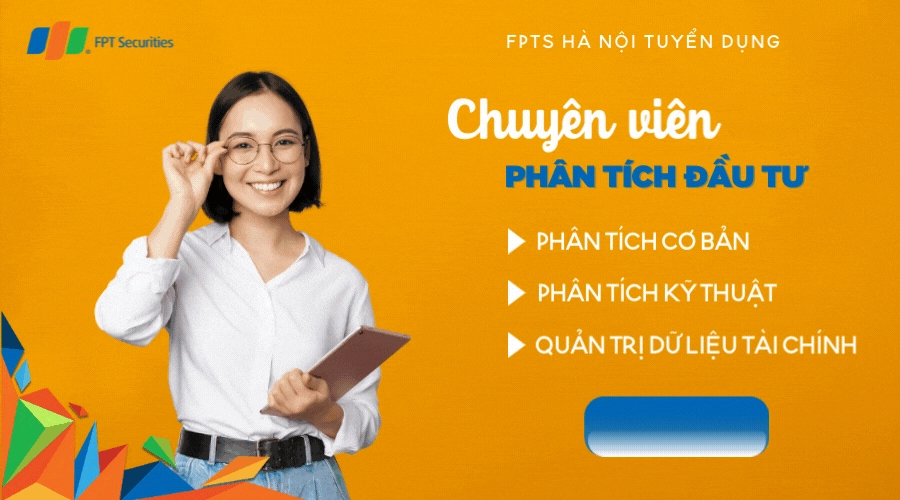 FPT Securities
FPTS HÀ NỘI TUYỂN DỤNG
Chuyên viên
PHÂN TÍCH ĐẦU TƯ
PHÂN TÍCH CƠ BẢN
PHÂN TÍCH KỸ THUẬT
QUẢN TRỊ DỮ LIỆU TÀI CHÍNH